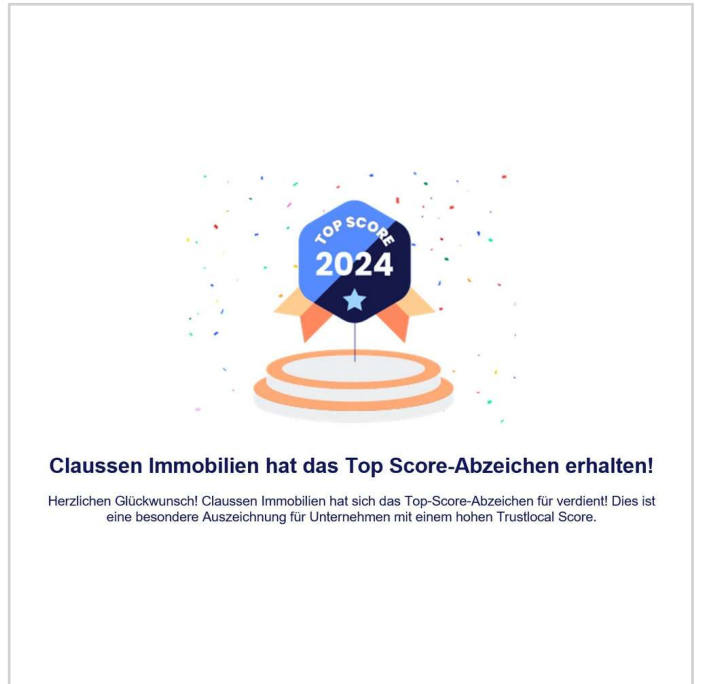 TOP SCORE
2024
Claussen Immobilien hat das Top Score-Abzeichen erhalten!
Herzlichen Glückwunsch! Claussen Immobilien hat sich das Top-Score-Abzeichen für verdient! Dies ist
eine besondere Auszeichnung für Unternehmen mit einem hohen Trustlocal Score.